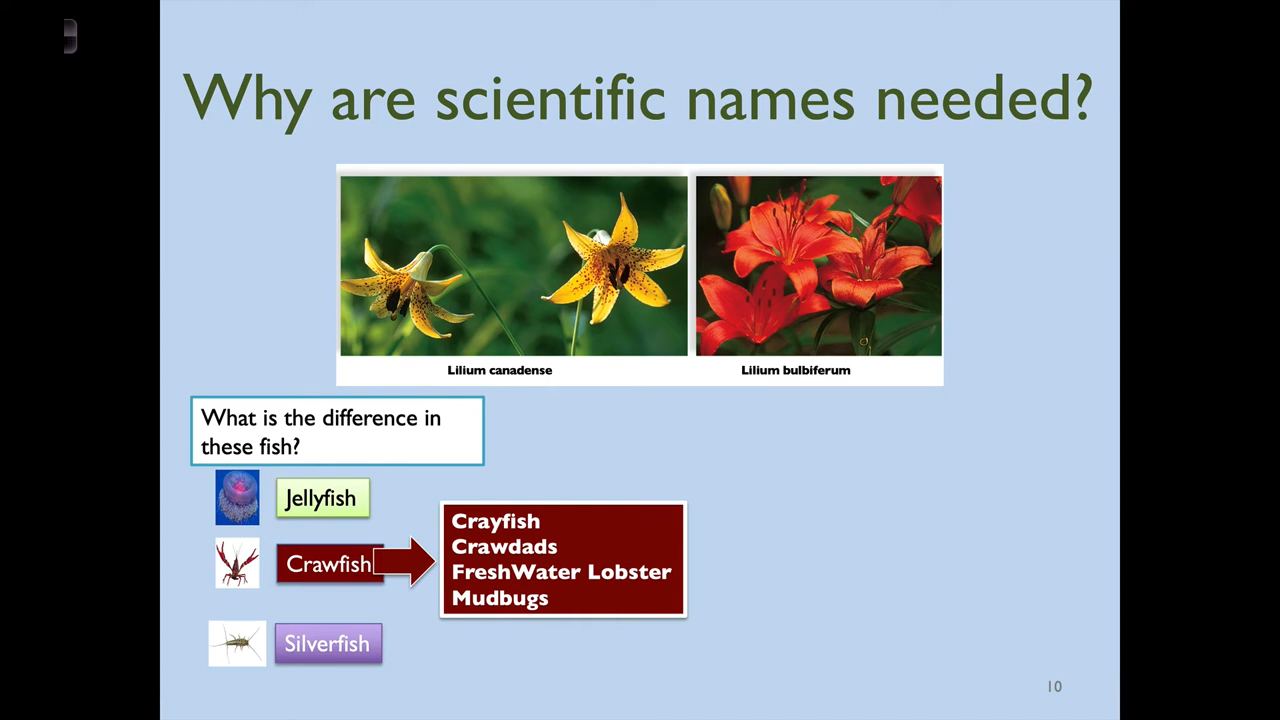 Why are scientific names needed?
Lilium canadense
Lilium bulbiferum
What is the difference in
these fish?
Jellyfish
Crawfish
Crayfish
Crawdads
FreshWater Lobster
Mudbugs
Silverfish
10